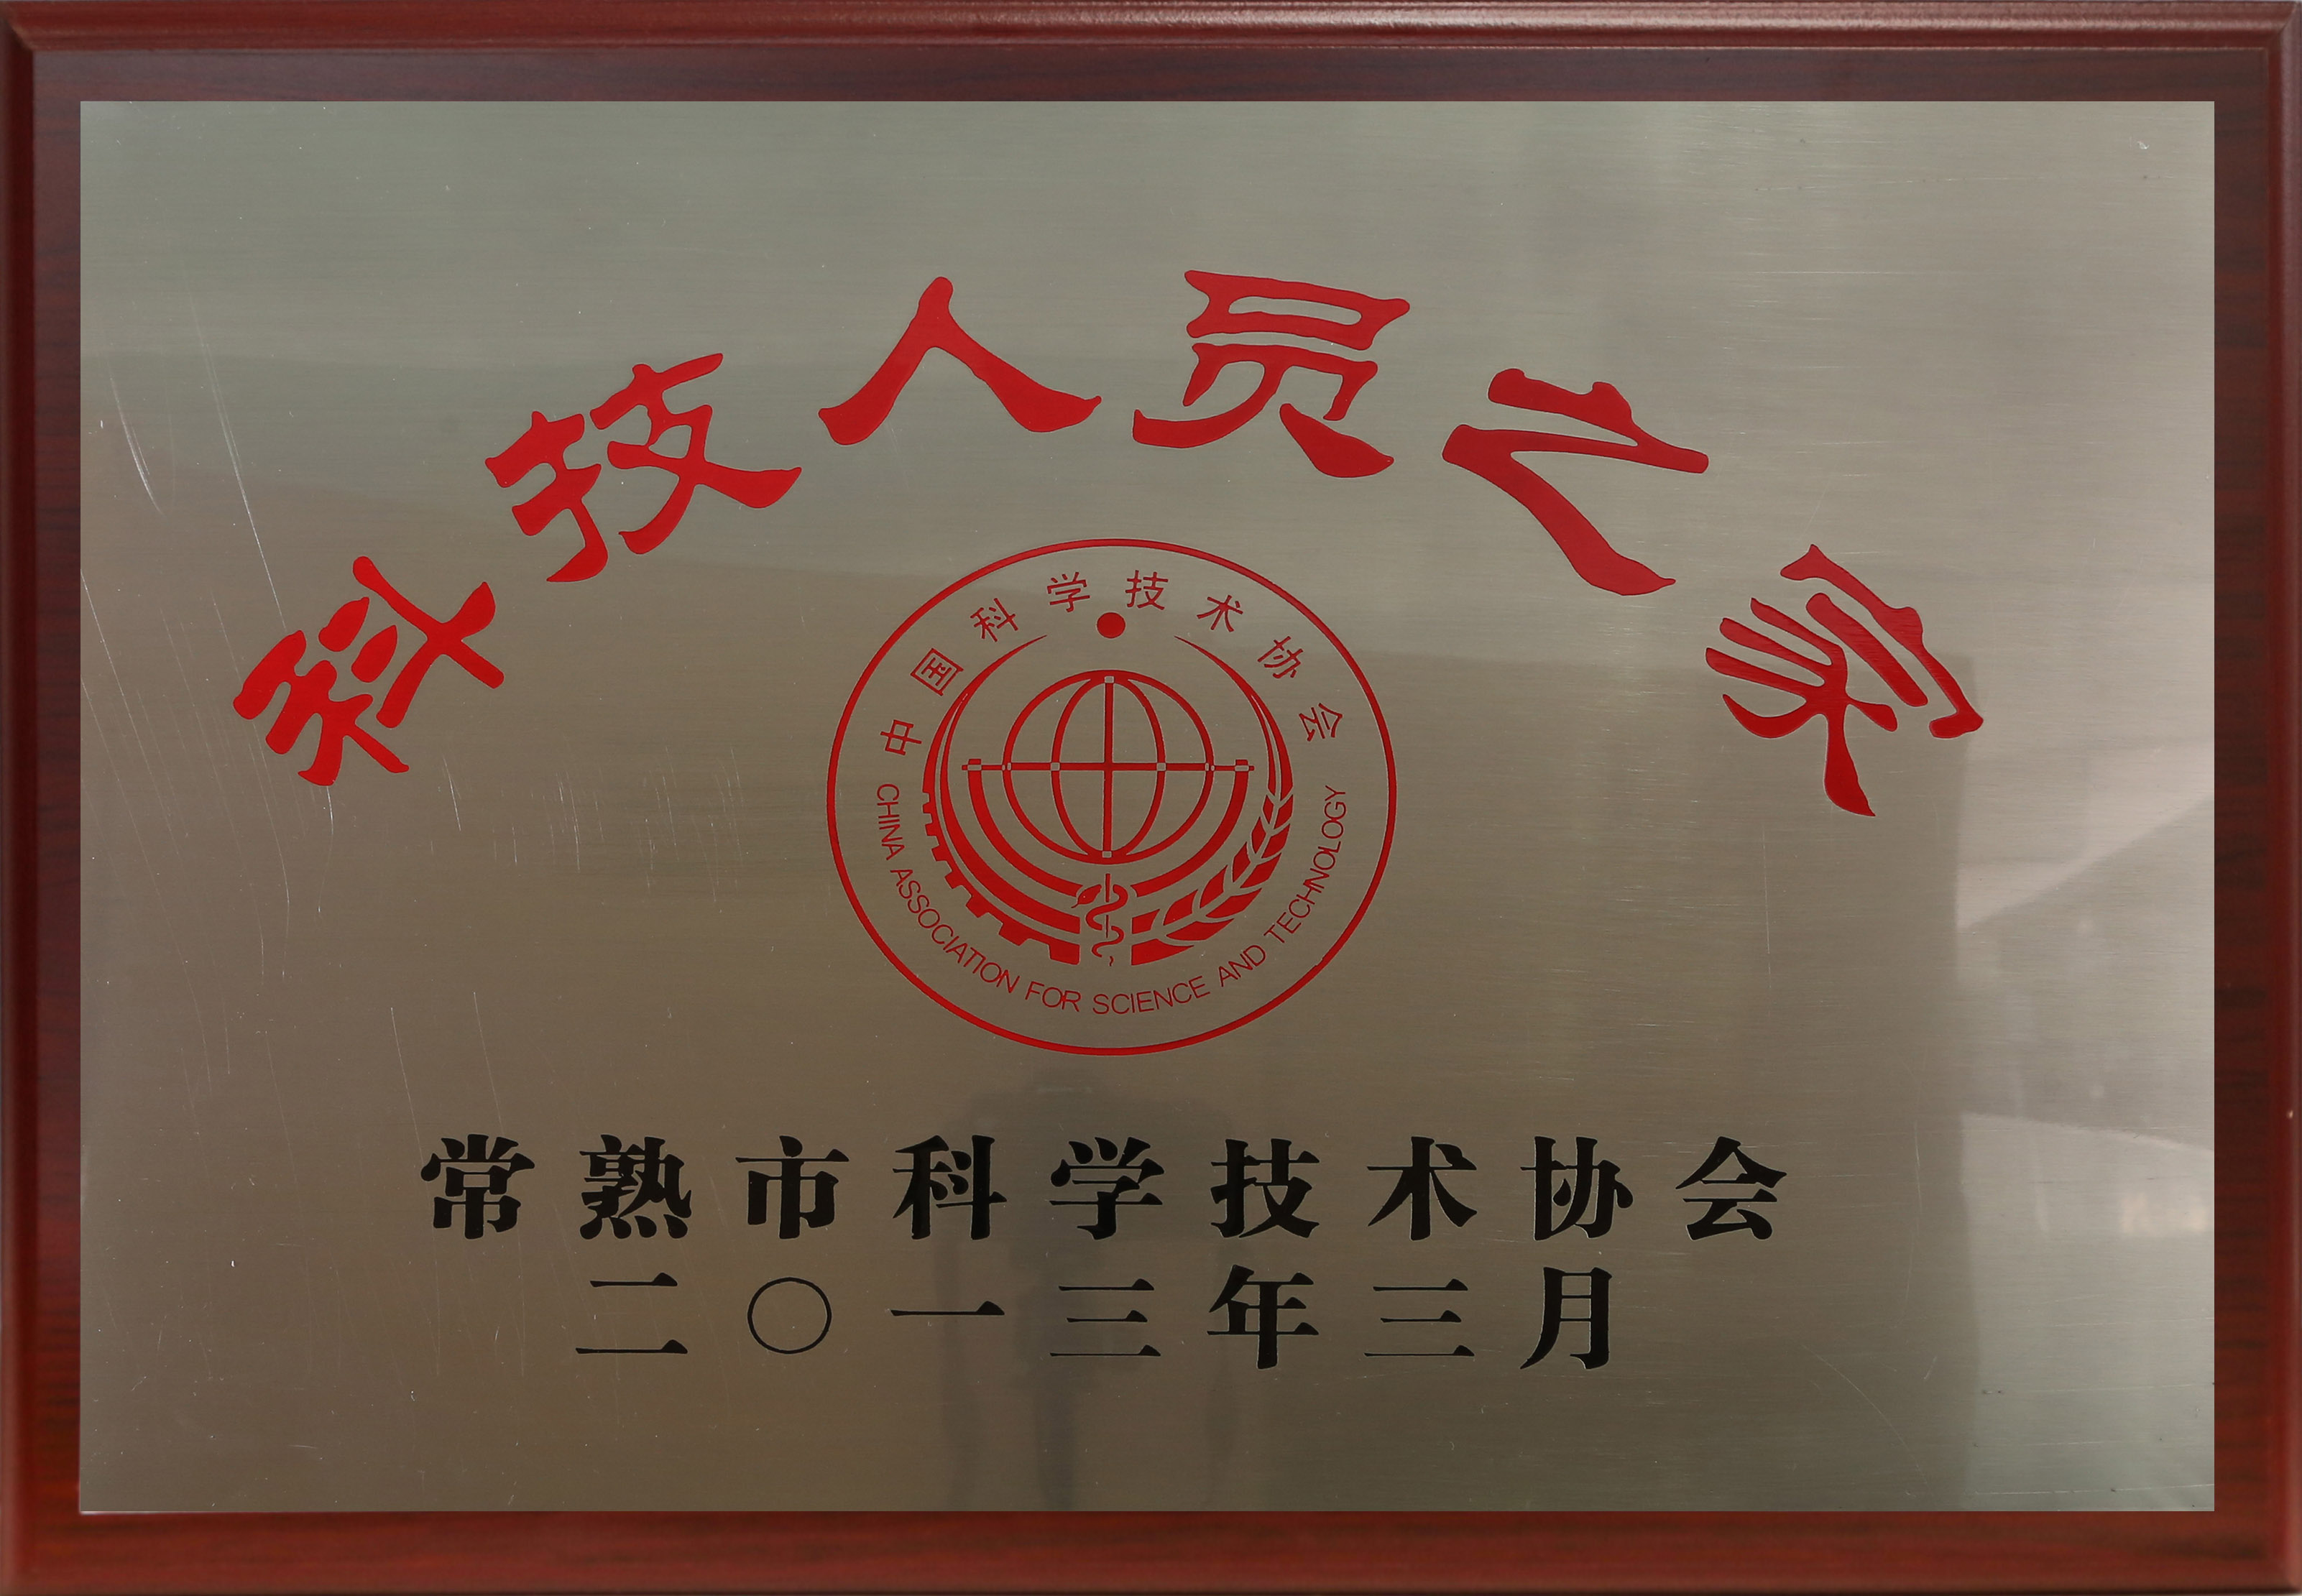 科技人员之家
中国科学技术协会
CHINA ASSOCIATION FOR SCIENCE AND TECHNOLOGY
常熟市科学技术协会
二〇一三年三月